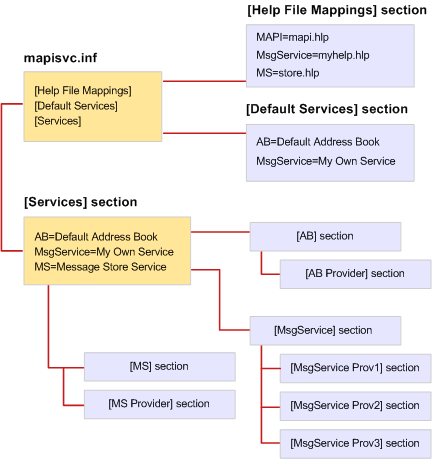 [Help File Mappings] section
MAPI=mapi.hlp
MsgService=myhelp.hlp
MS=store.hlp
mapisvc.inf
[Help File Mappings]
[Default Services]
[Services]
[Default Services] section
AB=Default Address Book
MsgService=My Own Service
[Services] section
AB=Default Address Book
MsgService=My Own Service
MS=Message Store Service
[AB] section
[AB Provider] section
[MsgService] section
[MS] section
[MsgService Prov1] section
[MS Provider] section
[MsgService Prov2] section
[MsgService Prov3] section